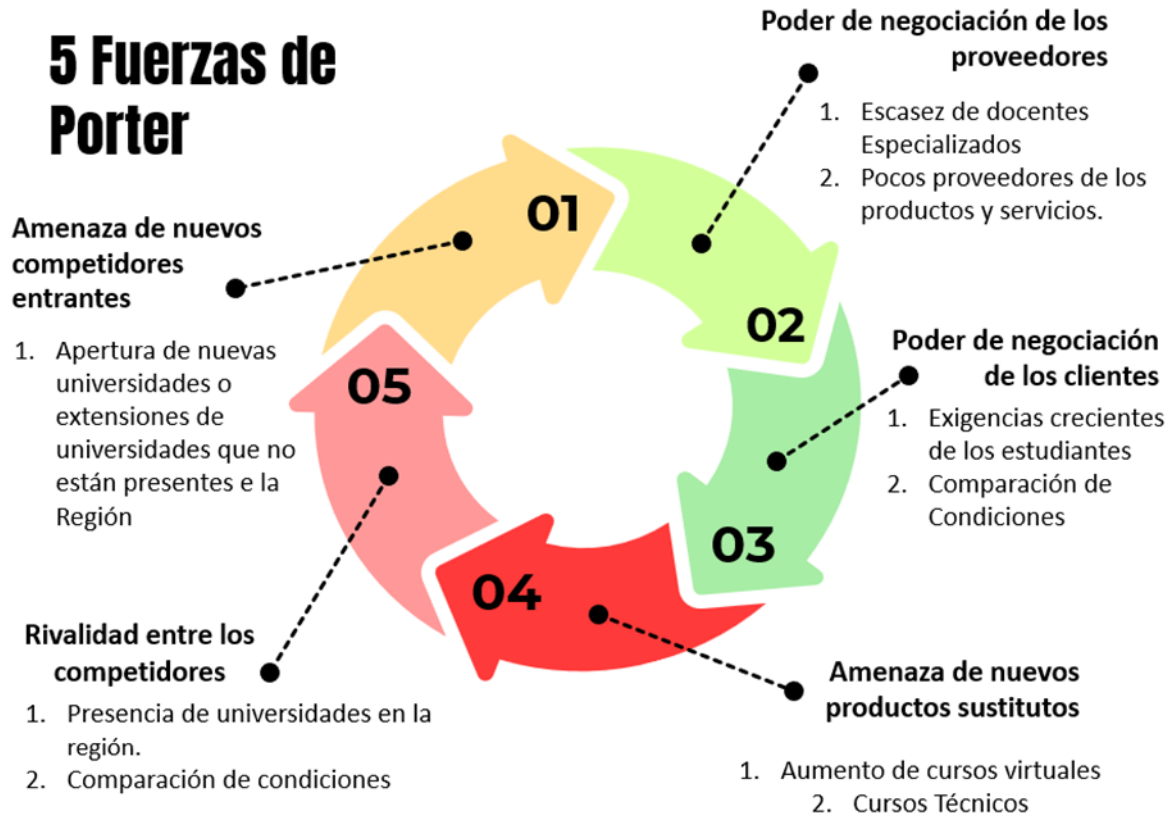 5 Fuerzas de
Porter
01
Amenaza de nuevos
competidores
entrantes
1. Apertura de nuevas
universidades o
extensiones de
universidades que no
están presentes e la
Región
02
Poder de negociación de los
proveedores
1. Escasez de docentes
Especializados
2. Pocos proveedores de los
productos y servicios.
03
Poder de negociación
de los clientes
1. Exigencias crecientes
de los estudiantes
2. Comparación de
Condiciones
04
Amenaza de nuevos
productos sustitutos
1. Aumento de cursos virtuales
2. Cursos Técnicos
05
Rivalidad entre los
competidores
1. Presencia de universidades en la
región.
2. Comparación de condiciones